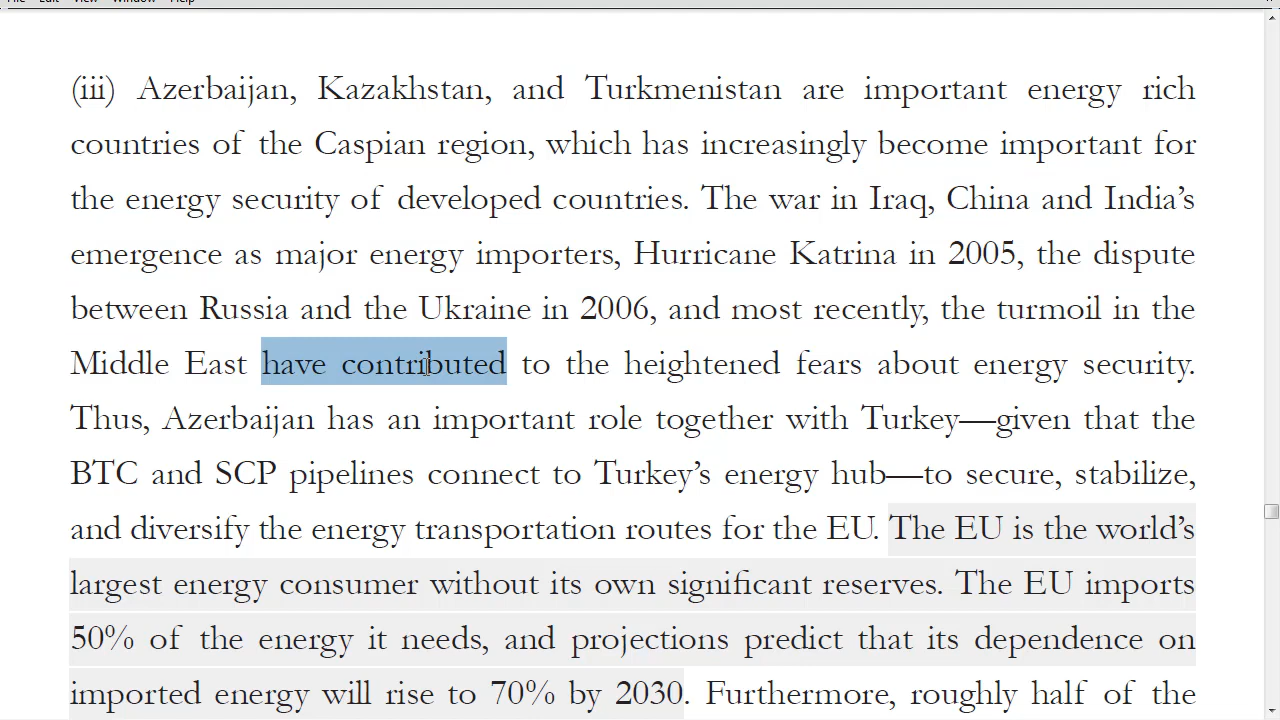 File Edit View Window Help
(iii) Azerbaijan, Kazakhstan, and Turkmenistan are important energy rich
countries of the Caspian region, which has increasingly become important for
the energy security of developed countries. The war in Iraq, China and India’s
emergence as major energy importers, Hurricane Katrina in 2005, the dispute
between Russia and the Ukraine in 2006, and most recently, the turmoil in the
Middle East have contributed to the heightened fears about energy security.
Thus, Azerbaijan has an important role together with Turkey—given that the
BTC and SCP pipelines connect to Turkey’s energy hub—to secure, stabilize,
and diversify the energy transportation routes for the EU. The EU is the world’s
largest energy consumer without its own significant reserves. The EU imports
50% of the energy it needs, and projections predict that its dependence on
imported energy will rise to 70% by 2030. Furthermore, roughly half of the